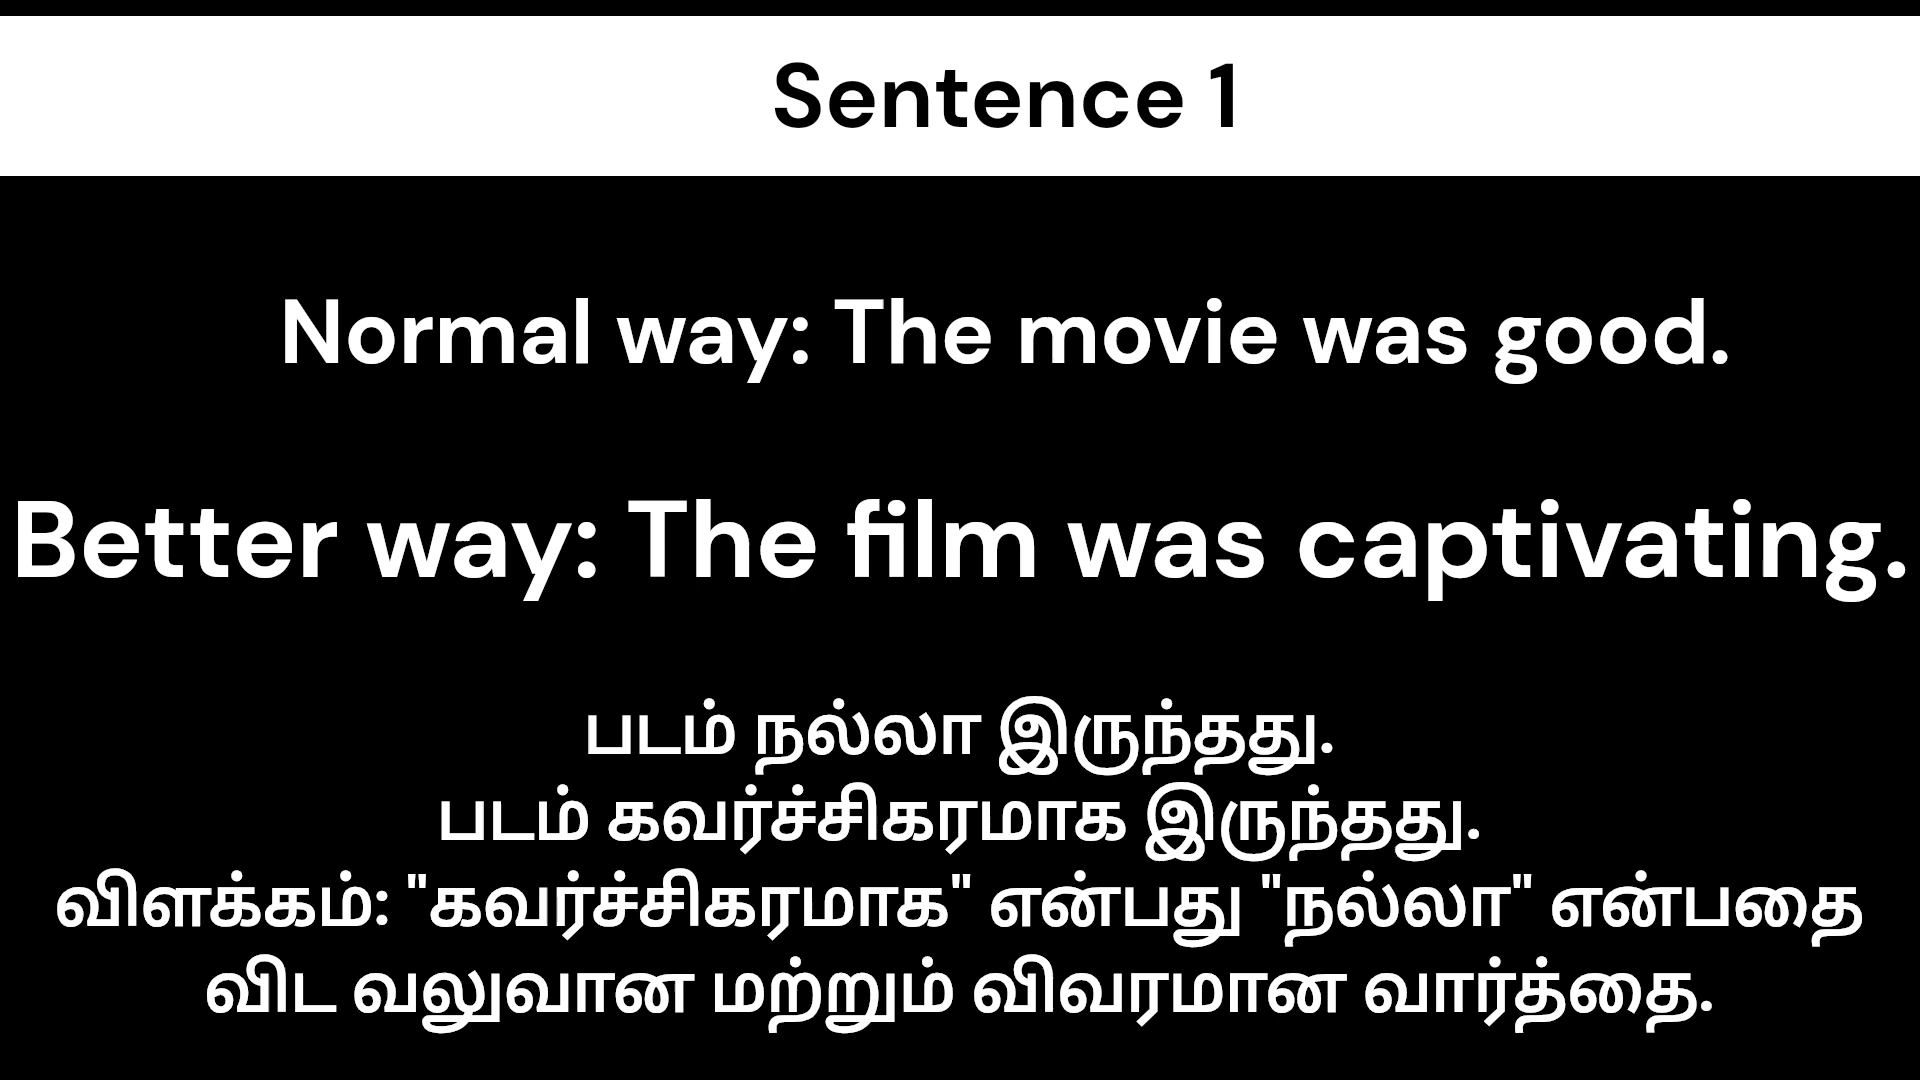 Sentence 1
Normal way: The movie was good.
Better way: The film was captivating.
படம் நல்லா இருந்தது.
படம் கவர்ச்சிகரமாக இருந்தது.
விளக்கம்: "கவர்ச்சிகரமாக" என்பது "நல்லா" என்பதை
விட வலுவான மற்றும் விவரமான வார்த்தை.